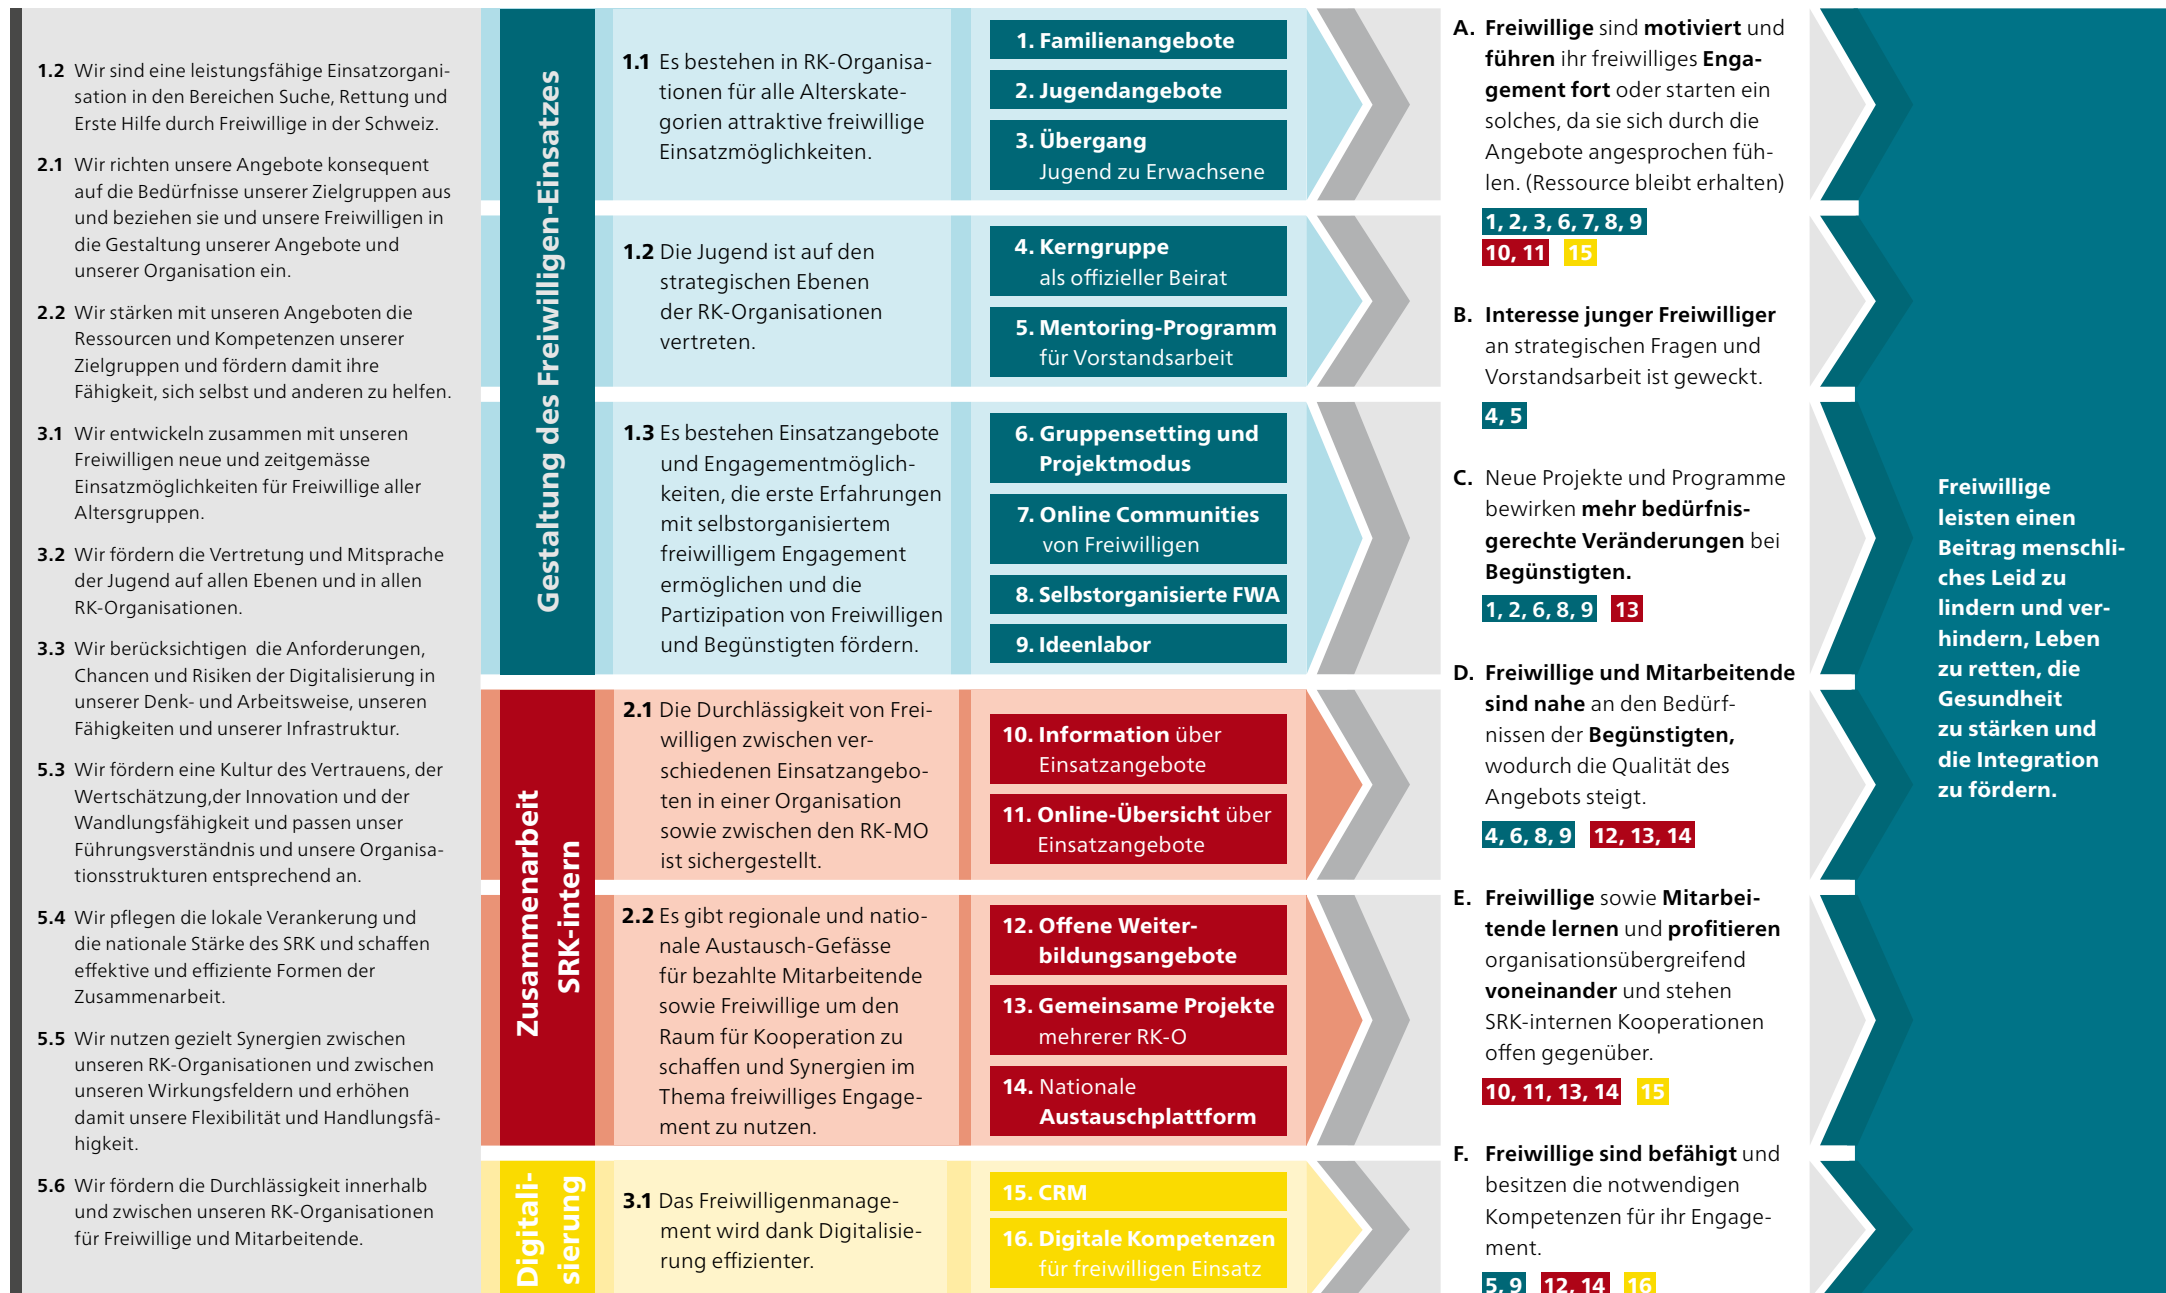 1.2 Wir sind eine leistungsfähige Einsatzorgani-
sation in den Bereichen Suche, Rettung und
Erste Hilfe durch Freiwillige in der Schweiz.
2.1 Wir richten unsere Angebote konsequent
auf die Bedürfnisse unserer Zielgruppen aus
und beziehen sie und unsere Freiwilligen in
die Gestaltung unserer Angebote und
unserer Organisation ein.
2.2 Wir stärken mit unseren Angeboten die
Ressourcen und Kompetenzen unserer
Zielgruppen und fördern damit ihre
Fähigkeit, sich selbst und anderen zu helfen.
3.1 Wir entwickeln zusammen mit unseren
Freiwilligen neue und zeitgemässe
Einsatzmöglichkeiten für Freiwillige aller
Altersgruppen.
3.2 Wir fördern die Vertretung und Mitsprache
der Jugend auf allen Ebenen und in allen
RK-Organisationen.
3.3 Wir berücksichtigen die Anforderungen,
Chancen und Risiken der Digitalisierung in
unserer Denk- und Arbeitsweise, unseren
Fähigkeiten und unserer Infrastruktur.
5.3 Wir fördern eine Kultur des Vertrauens, der
Wertschätzung,der Innovation und der
Wandlungsfähigkeit und passen unser
Führungsverständnis und unsere Organisa-
tionsstrukturen entsprechend an.
5.4 Wir pflegen die lokale Verankerung und
die nationale Stärke des SRK und schaffen
effektive und effiziente Formen der
Zusammenarbeit.
5.5 Wir nutzen gezielt Synergien zwischen
unseren RK-Organisationen und zwischen
unseren Wirkungsfeldern und erhöhen
damit unsere Flexibilität und Handlungsfä-
higkeit.
5.6 Wir fördern die Durchlässigkeit innerhalb
und zwischen unseren RK-Organisationen
für Freiwillige und Mitarbeitende.
Gestaltung des Freiwilligen-Einsatzes
1.1 Es bestehen in RK-Organisa-
tionen für alle Alterskate-
gorien attraktive freiwillige
Einsatzmöglichkeiten.
1. Familienangebote
2. Jugendangebote
3. Übergang
Jugend zu Erwachsene
1.2 Die Jugend ist auf den
strategischen Ebenen
der RK-Organisationen
vertreten.
4. Kerngruppe
als offizieller Beirat
5. Mentoring-Programm
für Vorstandsarbeit
1.3 Es bestehen Einsatzangebote
und Engagementmöglich-
keiten, die erste Erfahrungen
mit selbstorganisiertem
freiwilligem Engagement
ermöglichen und die
Partizipation von Freiwilligen
und Begünstigten fördern.
6. Gruppensetting und
Projektmodus
7. Online Communities
von Freiwilligen
8. Selbstorganisierte FWA
9. Ideenlabor
Zusammenarbeit
SRK-intern
2.1 Die Durchlässigkeit von Frei-
willigen zwischen ver-
schiedenen Einsatzangebo-
ten in einer Organisation
sowie zwischen den RK-MO
ist sichergestellt.
10. Information über
Einsatzangebote
11. Online-Übersicht über
Einsatzangebote
2.2 Es gibt regionale und natio-
nale Austausch-Gefässe
für bezahlte Mitarbeitende
sowie Freiwillige um den
Raum für Kooperation zu
schaffen und Synergien im
Thema freiwilliges Engage-
ment zu nutzen.
12. Offene Weiter-
bildungsangebote
13. Gemeinsame Projekte
mehrerer RK-O
14. Nationale
Austauschplattform
Digitali-
sierung
3.1 Das Freiwilligenmanage-
ment wird dank Digitalisie-
rung effizienter.
15. CRM
16. Digitale Kompetenzen
für freiwilligen Einsatz
A. Freiwillige sind motiviert und
führen ihr freiwilliges Enga-
gement fort oder starten ein
solches, da sie sich durch die
Angebote angesprochen füh-
len. (Ressource bleibt erhalten)
1, 2, 3, 6, 7, 8, 9
10, 11 15
B. Interesse junger Freiwilliger
an strategischen Fragen und
Vorstandsarbeit ist geweckt.
4, 5
C. Neue Projekte und Programme
bewirken mehr bedürfnis-
gerechte Veränderungen bei
Begünstigten.
1, 2, 6, 8, 9 13
D. Freiwillige und Mitarbeitende
sind nahe an den Bedürf-
nissen der Begünstigten,
wodurch die Qualität des
Angebots steigt.
4, 6, 8, 9 12, 13, 14
E. Freiwillige sowie Mitarbei-
tende lernen und profitieren
organisationsübergreifend
voneinander und stehen
SRK-internen Kooperationen
offen gegenüber.
10, 11, 13, 14 15
F. Freiwillige sind befähigt und
besitzen die notwendigen
Kompetenzen für ihr Engage-
ment.
5, 9 12, 14 16
Freiwillige
leisten einen
Beitrag menschli-
ches Leid zu
lindern und ver-
hindern, Leben
zu retten, die
Gesundheit
zu stärken und
die Integration
zu fördern.